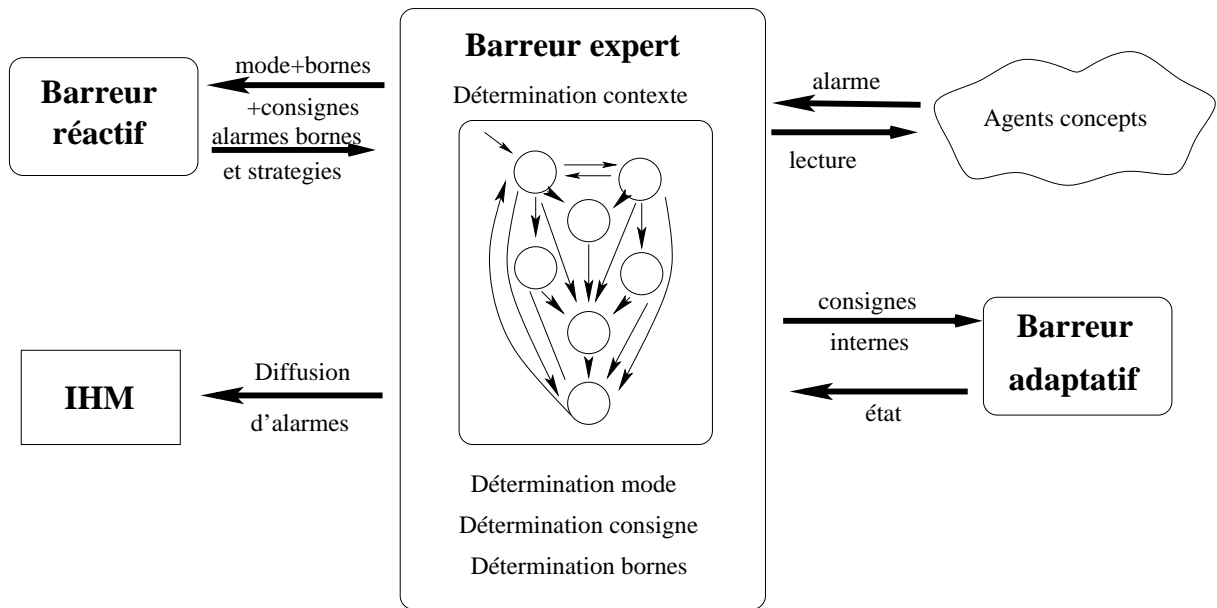 Barreur
réactif
mode+bornes
+consignes
alarmes bornes
et strategies
Barreur expert
Détermination contexte
alarme
lecture
Agents concepts
IHM
Diffusion
d'alarmes
consignes
internes
état
Barreur
adaptatif
Détermination mode
Détermination consigne
Détermination bornes